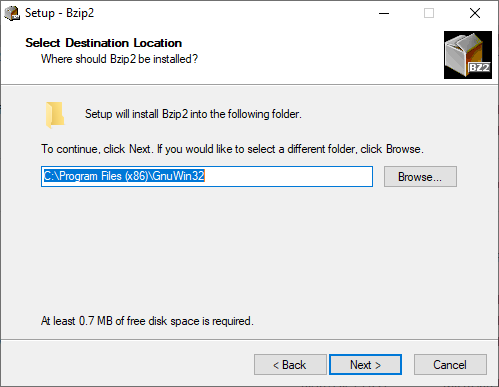 Setup - Bzip2
Select Destination Location
Where should Bzip2 be installed?
BZ2
Setup will install Bzip2 into the following folder.
To continue, click Next. If you would like to select a different folder, click Browse.
C:\Program Files (x86)\GnuWin32
Browse...
At least 0.7 MB of free disk space is required.
< Back
Next >
Cancel